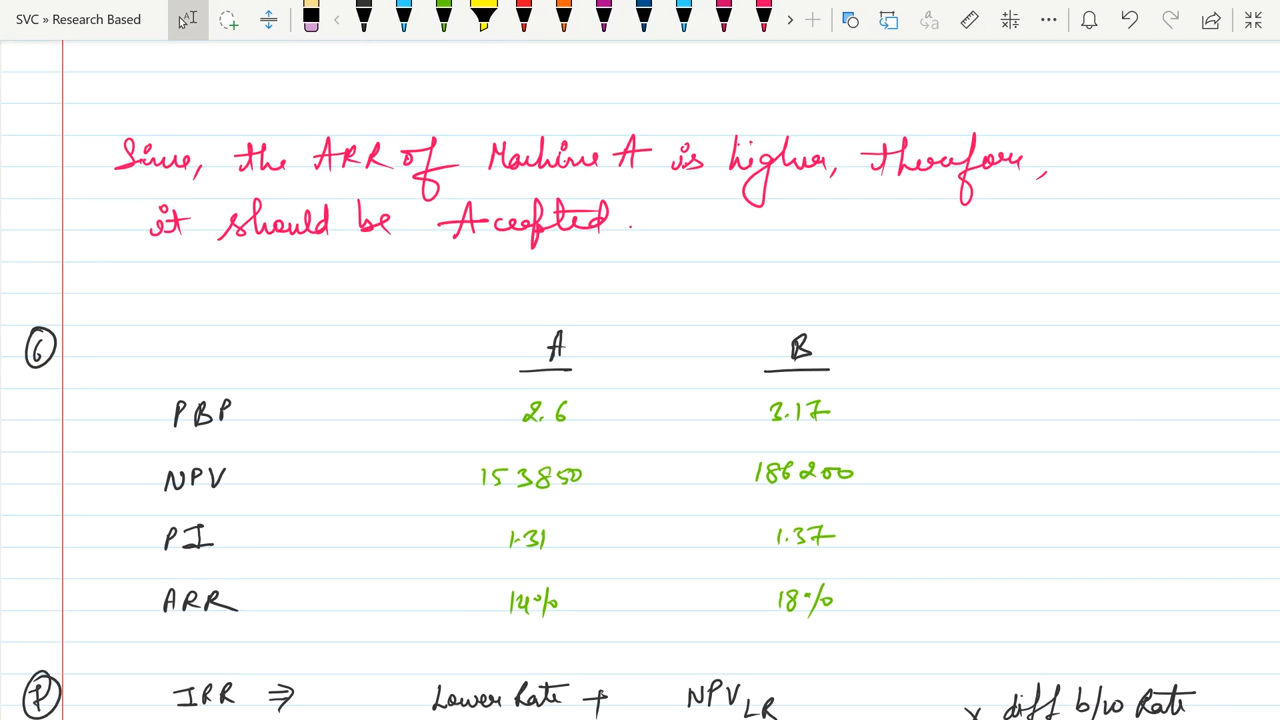 SVC » Research Based
Since, the ARR of Machine A is higher, therefore,
it should be Accepted.
6 A B
PBP 2.6 3.17
NPV 153850 186200
PI 1.31 1.37
ARR 14% 18%
IRR ⇒ Lower Rate + NPV LR x diff b/w Rate